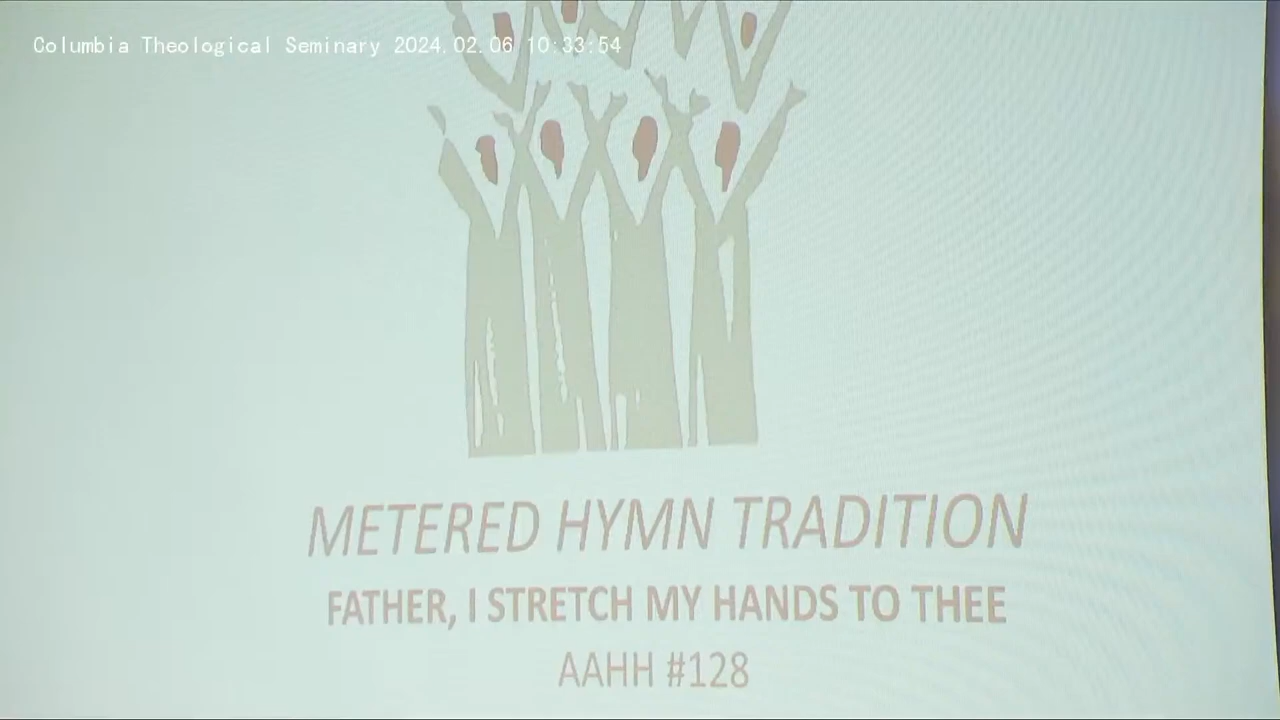 Columbia Theological Seminary 2024.02.06 10:33:54
METERED HYMN TRADITION
FATHER, I STRETCH MY HANDS TO THEE
AAHH #128